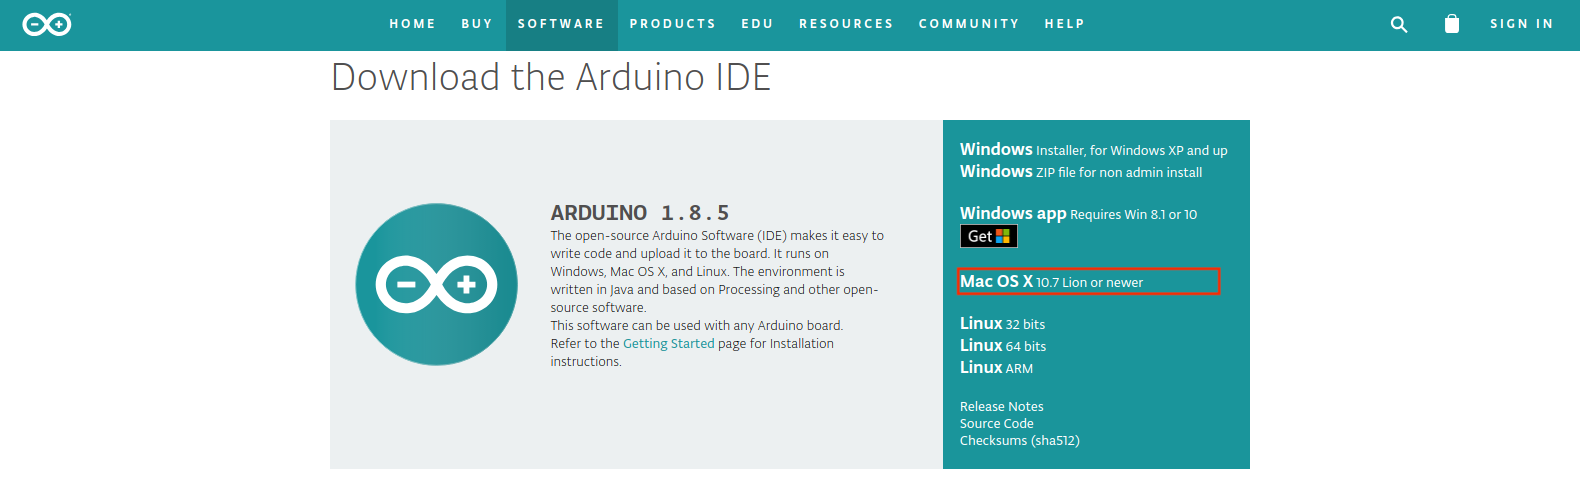 HOME BUY SOFTWARE PRODUCTS EDU RESOURCES COMMUNITY HELP SIGN IN
Download the Arduino IDE
ARDUINO 1.8.5
The open-source Arduino Software (IDE) makes it easy to
write code and upload it to the board. It runs on
Windows, Mac OS X, and Linux. The environment is
written in Java and based on Processing and other open-
source software.
This software can be used with any Arduino board.
Refer to the Getting Started page for Installation
instructions.
Windows Installer, for Windows XP and up
Windows ZIP file for non admin install
Windows app Requires Win 8.1 or 10
Get
Mac OS X 10.7 Lion or newer
Linux 32 bits
Linux 64 bits
Linux ARM
Release Notes
Source Code
Checksums (sha512)